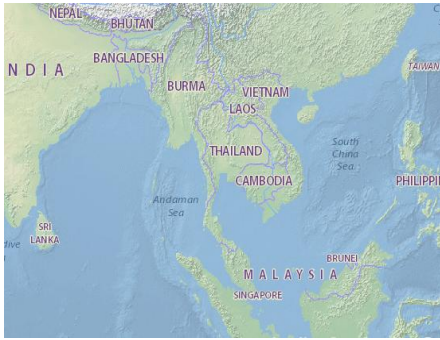 NEPAL
BHUTAN
TAIWAN
NDIA
BANGLADESH
BURMA
VIETNAM
LAOS
South
China
Sea
THAILAND
CAMBODIA
PHILIPPI
Andaman
Sea
SRI
LANKA
dive
BRUNEI
MALAYSIA
SINGAPORE